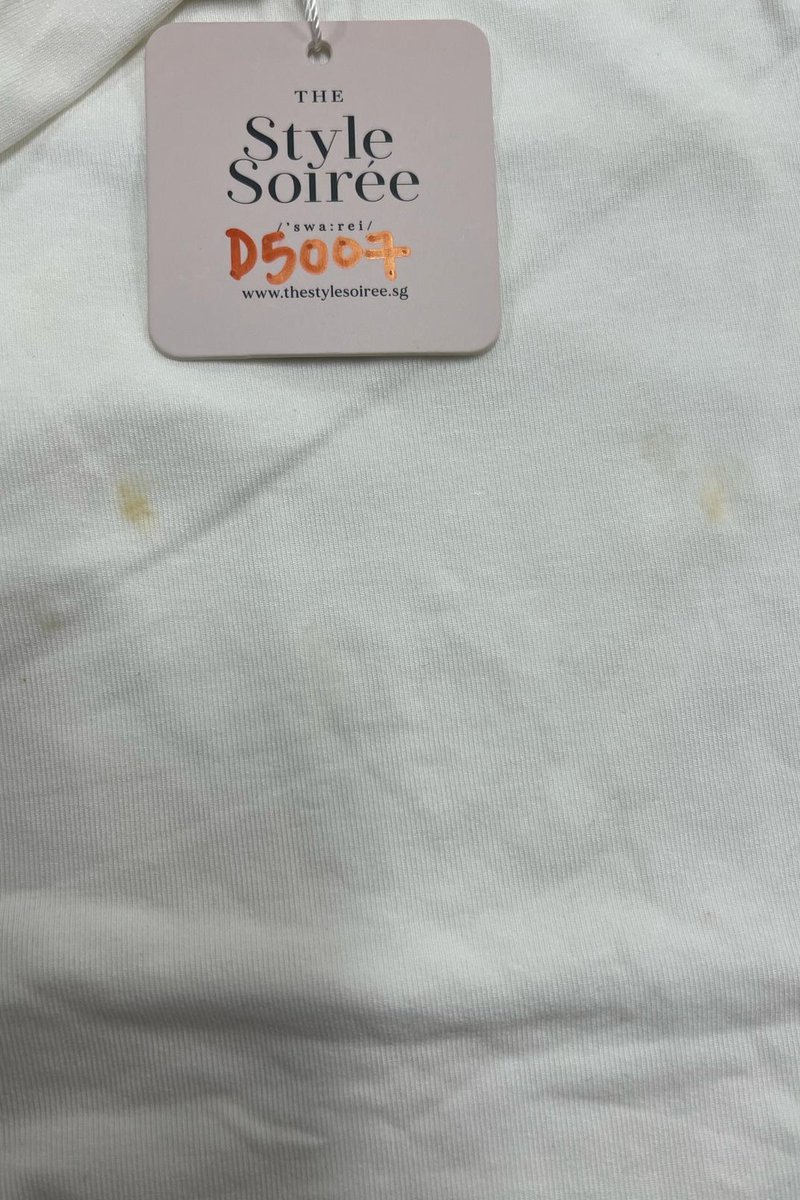 THE
Style
Soirée
/'swa:rei/
D5007
www.thestylesoiree.sg